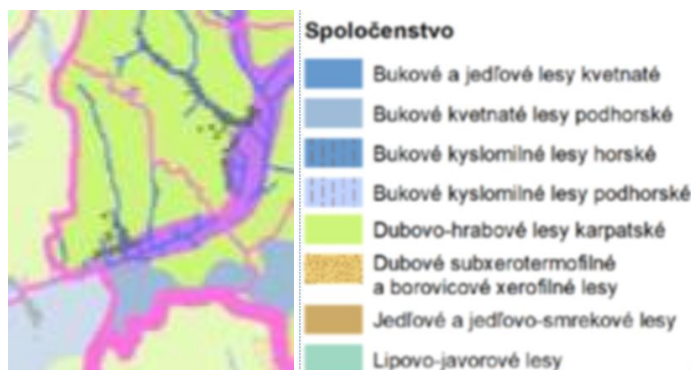 Spoločenstvo
Bukové a jedľové lesy kvetnaté
Bukové kvetnaté lesy podhorské
Bukové kyslomilné lesy horské
Bukové kyslomilné lesy podhorské
Dubovo-hrabové lesy karpatské
Dubové subxerotermofilné
a borovicové xerofilné lesy
Jedľové a jedľovo-smrekové lesy
Lipovo-javorové lesy